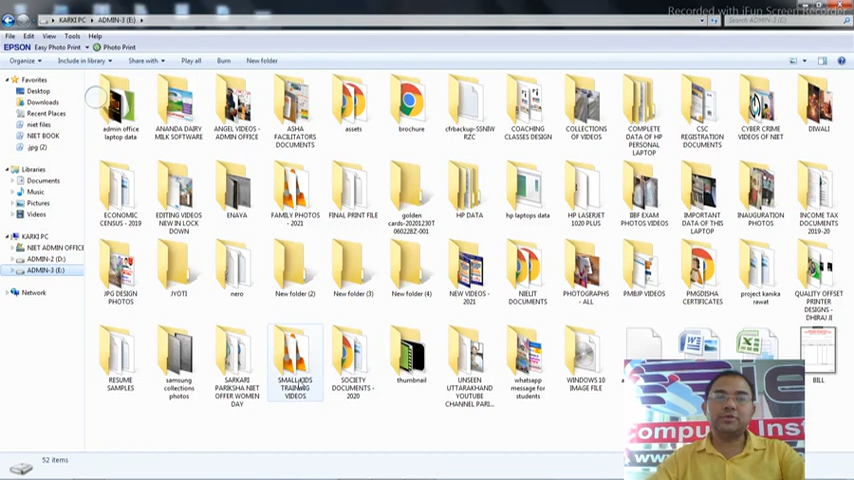 Recorded with iFun Screen Recorder
KARKI PC ▸ ADMIN-3 (E:) ▸
Search ADMIN-3 (E:)
File Edit View Tools Help
EPSON Easy Photo Print Photo Print
Organize Include in library Share with Play all Burn New folder
Favorites
Desktop
Downloads
Recent Places
niet files
NIET BOOK
.jpg (2)
Libraries
Documents
Music
Pictures
Videos
KARKI PC
NIET ADMIN OFFICE
ADMIN-2 (D:)
ADMIN-3 (E:)
Network
admin office
laptop data
ANANDA DAIRY
MILK SOFTWARE
ANGEL VIDEOS -
ADMIN OFFICE
ASHA
FACILITATORS
DOCUMENTS
assets
brochure
cfrbackup-SSNIW
RZC
COACHING
CLASSES DESIGN
COLLECTIONS
OF VIDEOS
COMPLETE
DATA OF HP
PERSONAL
LAPTOP
CSC
REGISTRATION
DOCUMENTS
CYBER CRIME
VIDEOS OF NIET
DIWALI
ECONOMIC
CENSUS - 2019
EDITING VIDEOS
NEW IN LOCK
DOWN
ENAYA
FAMILY PHOTOS
- 2021
FINAL PRINT FILE
golden
cards-20201230T
060228Z-001
HP DATA
hp laptops data
HP LASERJET
1020 PLUS
IBBF EXAM
PHOTOS VIDEOS
IMPORTANT
DATA OF THIS
LAPTOP
INAUGURATION
PHOTOS
INCOME TAX
DOCUMENTS
2019-20
JPG DESIGN
PHOTOS
JYOTI
nero
New folder (2)
New folder (3)
New folder (4)
NEW VIDEOS -
2021
NIELIT
DOCUMENTS
PHOTOGRAPHS
- ALL
PMBJP VIDEOS
PMGDISHA
CERTIFICATES
project kanika
rawat
QUALITY OFFSET
PRINTER
DESIGNS -
DHIRAJ JI
RESUME
SAMPLES
samsung
collections
photos
SARKARI
PARIKSHA NIET
OFFER WOMEN
DAY
SMALL KIDS
TRAINING
VIDEOS
SOCIETY
DOCUMENTS -
2020
thumbnail
UNSEEN
UTTARAKHAND
YOUTUBE
CHANNEL PARI...
whatsapp
message for
students
WINDOWS 10
IMAGE FILE
BILL
52 items